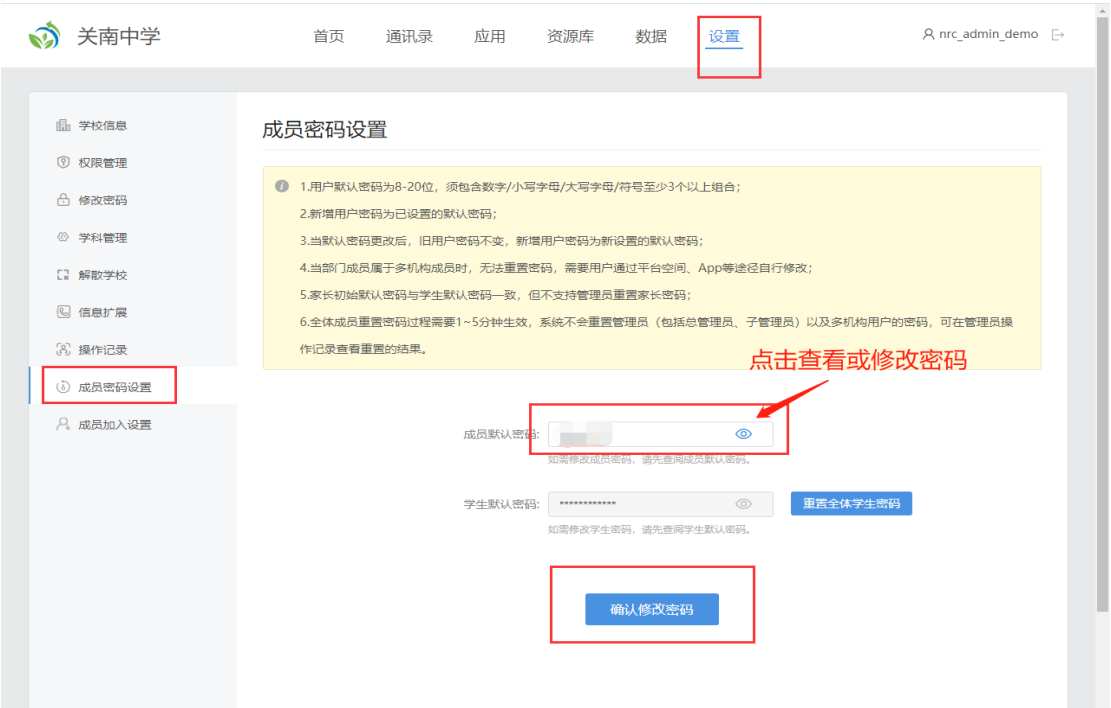 关南中学
首页 通讯录 应用 资源库 数据 设置
nrc_admin_demo
学校信息
权限管理
修改密码
学科管理
解散学校
信息扩展
操作记录
成员密码设置
成员加入设置
成员密码设置
1.用户默认密码为8-20位，须包含数字/小写字母/大写字母/符号至少3个以上组合；
2.新增用户密码为已设置的默认密码；
3.当默认密码更改后，旧用户密码不变，新增用户密码为新设置的默认密码；
4.当部门成员属于多机构成员时，无法重置密码，需要用户通过平台空间、App等途径自行修改；
5.家长初始默认密码与学生默认密码一致，但不支持管理员重置家长密码；
6.全体成员重置密码过程需要1~5分钟生效，系统不会重置管理员（包括总管理员、子管理员）以及多机构用户的密码，可在管理员操
作记录查看重置的结果。
点击查看或修改密码
成员默认密码:
如需修改成员密码，请先查阅成员默认密码。
学生默认密码: ************ 重置全体学生密码
如需修改学生密码，请先查阅学生默认密码。
确认修改密码